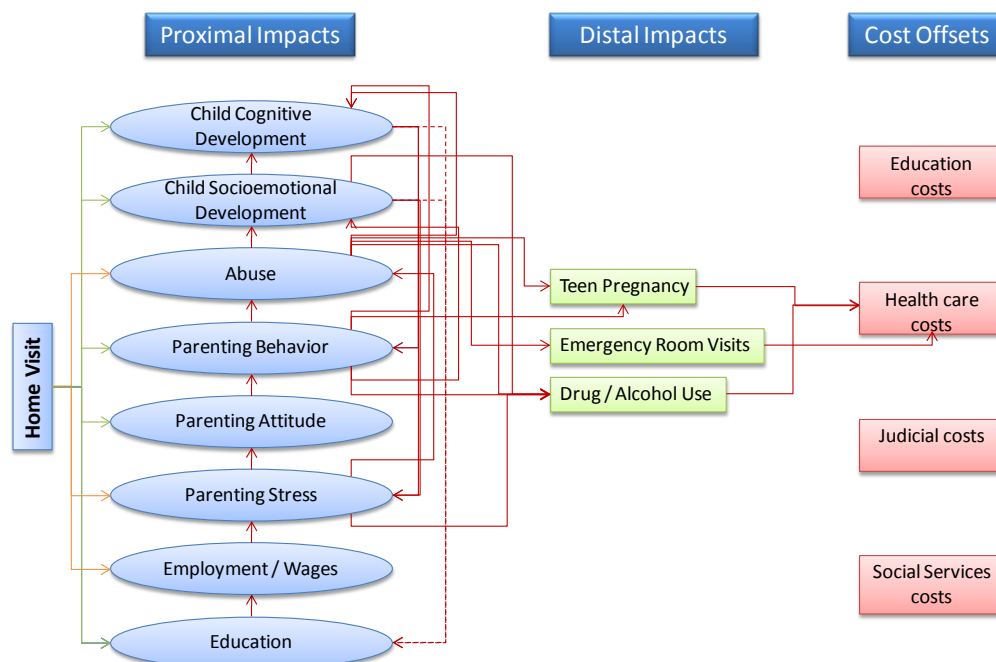 Proximal Impacts
Distal Impacts
Cost Offsets
Home Visit
Child Cognitive
Development
Child Socioemotional
Development
Abuse
Parenting Behavior
Parenting Attitude
Parenting Stress
Employment / Wages
Education
Teen Pregnancy
Emergency Room Visits
Drug / Alcohol Use
Education
costs
Health care
costs
Judicial costs
Social Services
costs